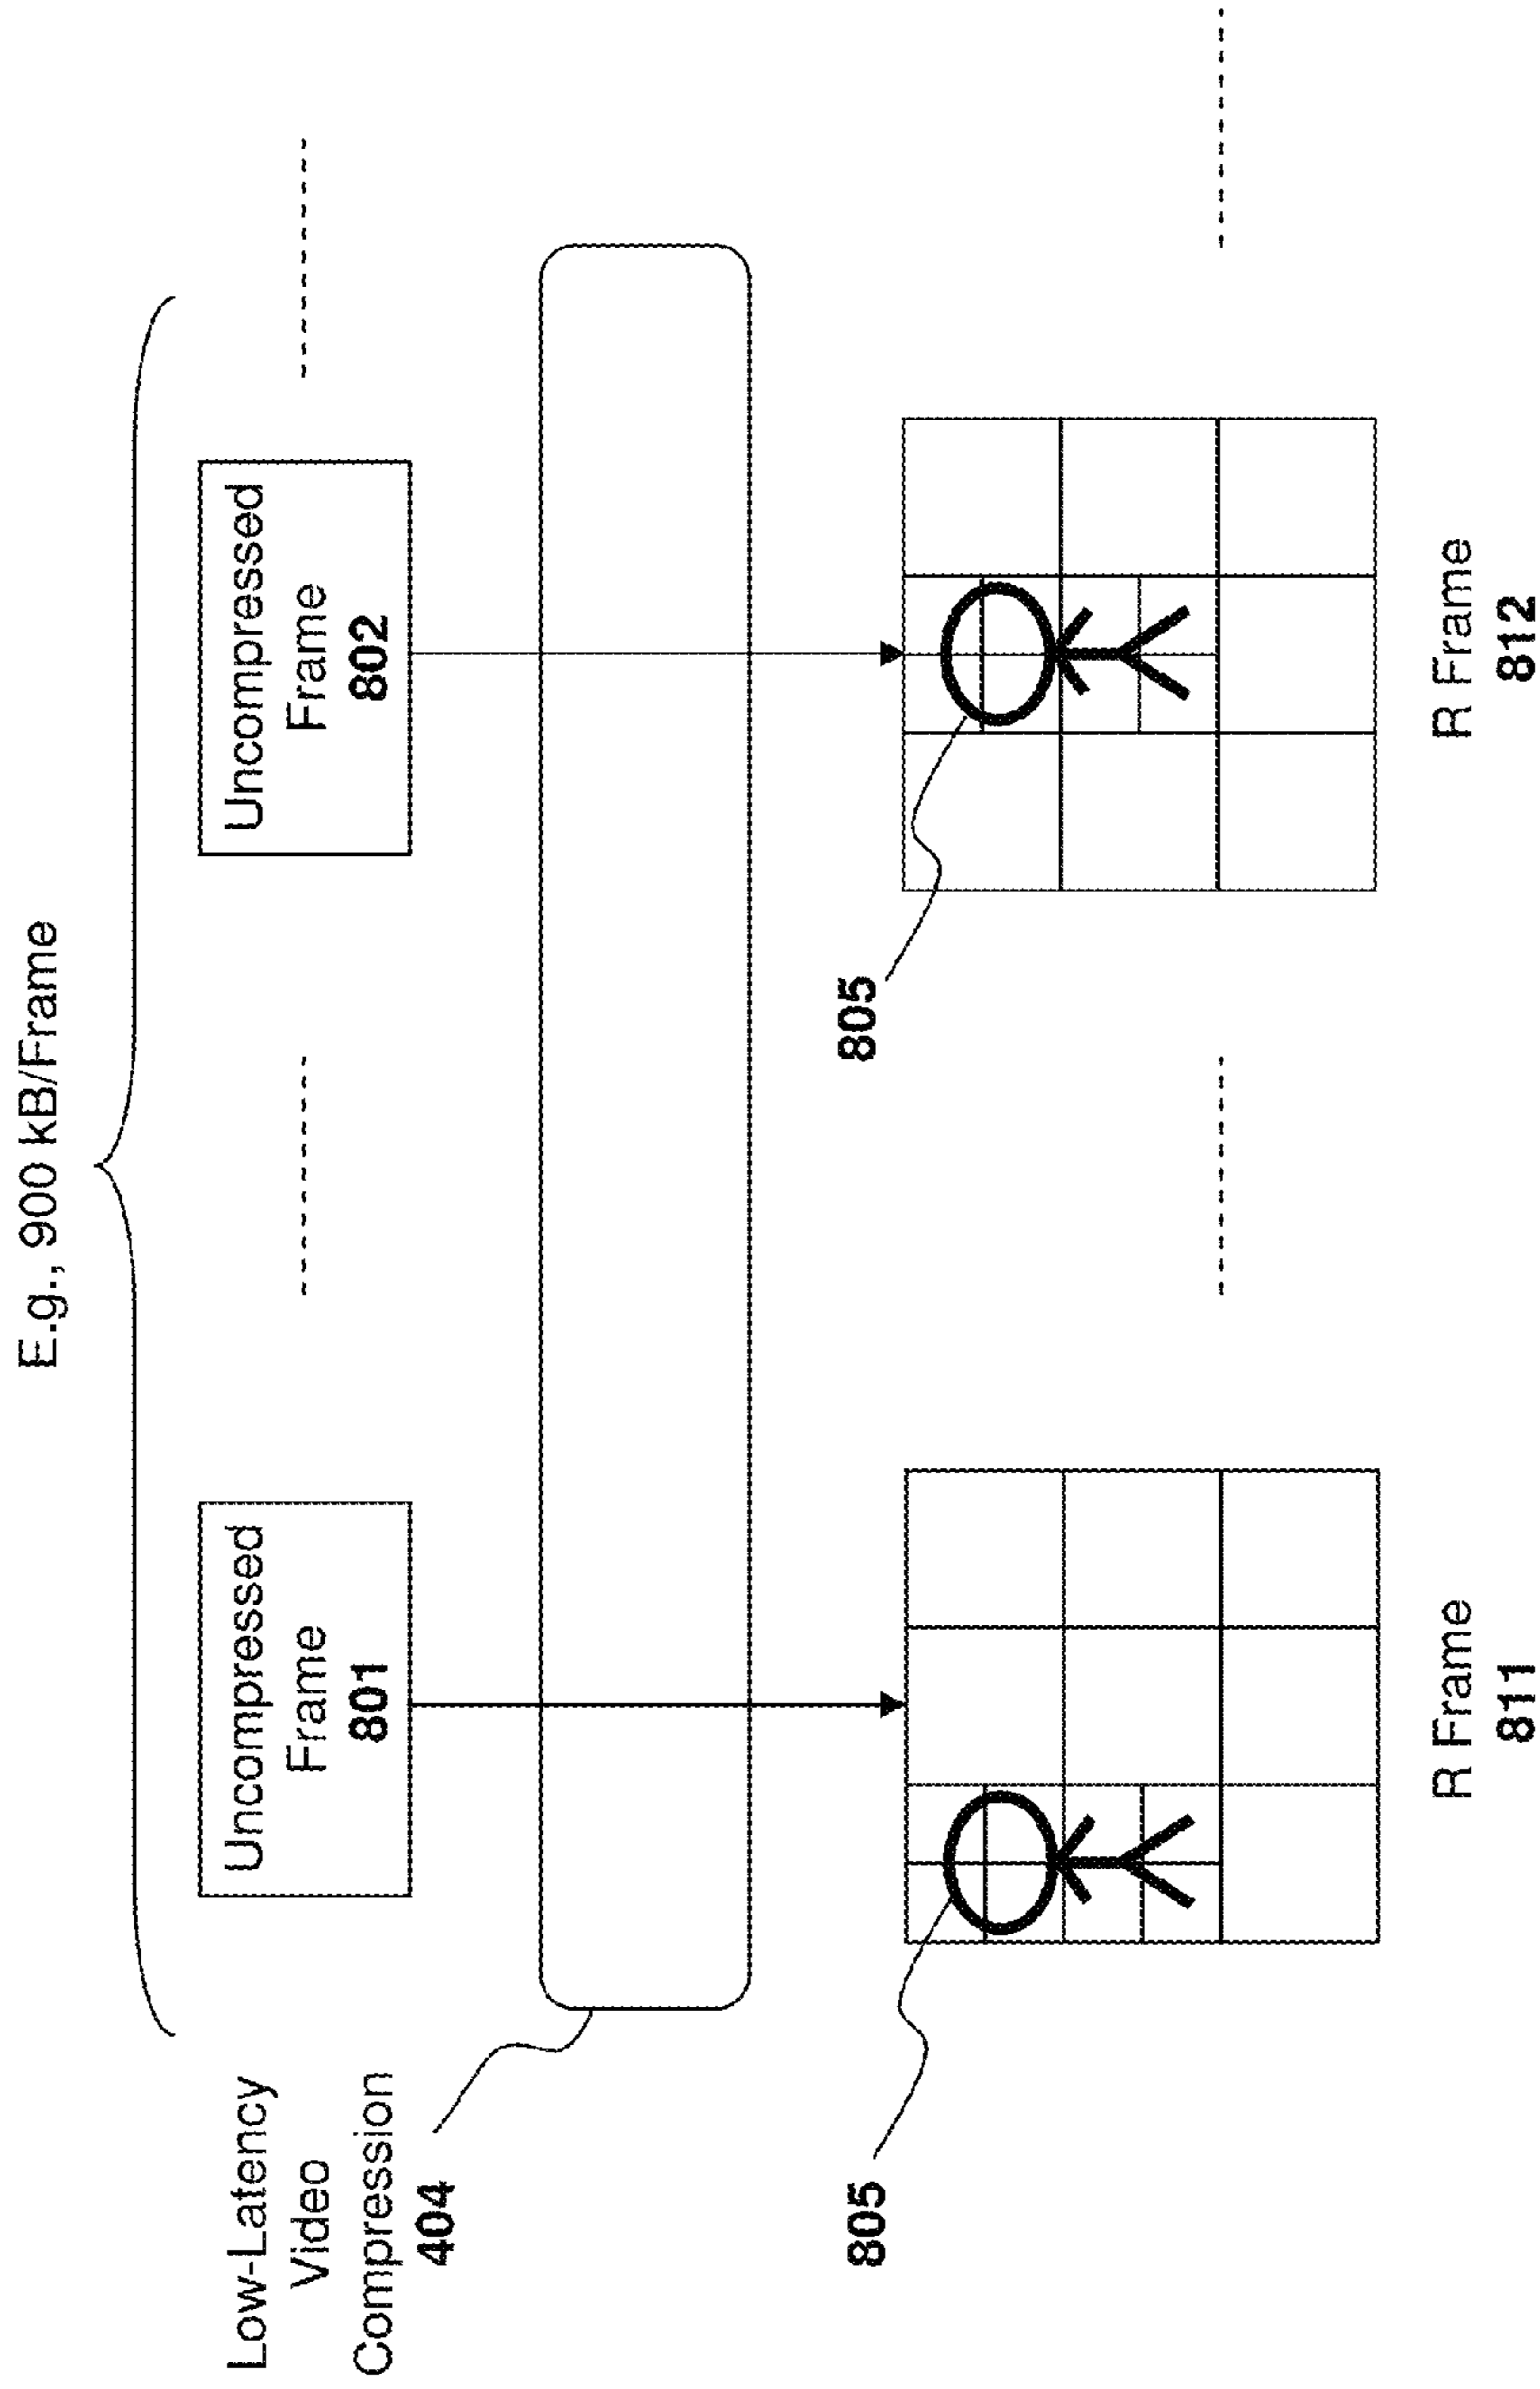 E.g., 900 kB/Frame
Low-Latency
Video
Compression
404
Uncompressed
Frame
801
Uncompressed
Frame
802
805
805
R Frame
811
R Frame
812